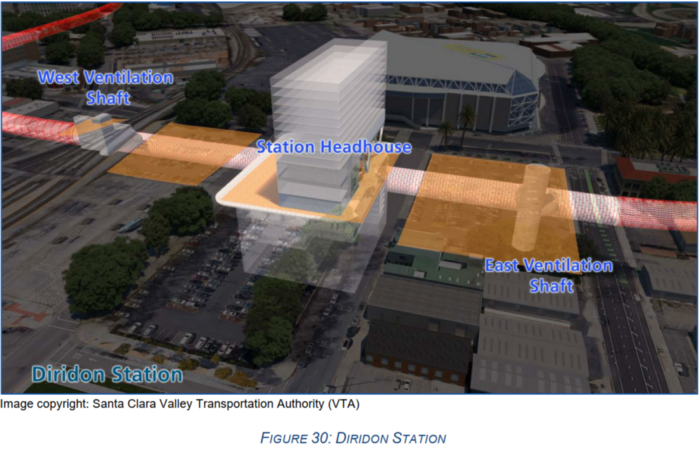 West Ventilation
Shaft
Station Headhouse
East Ventilation
Shaft
Diridon Station
Image copyright: Santa Clara Valley Transportation Authority (VTA)
FIGURE 30: DIRIDON STATION